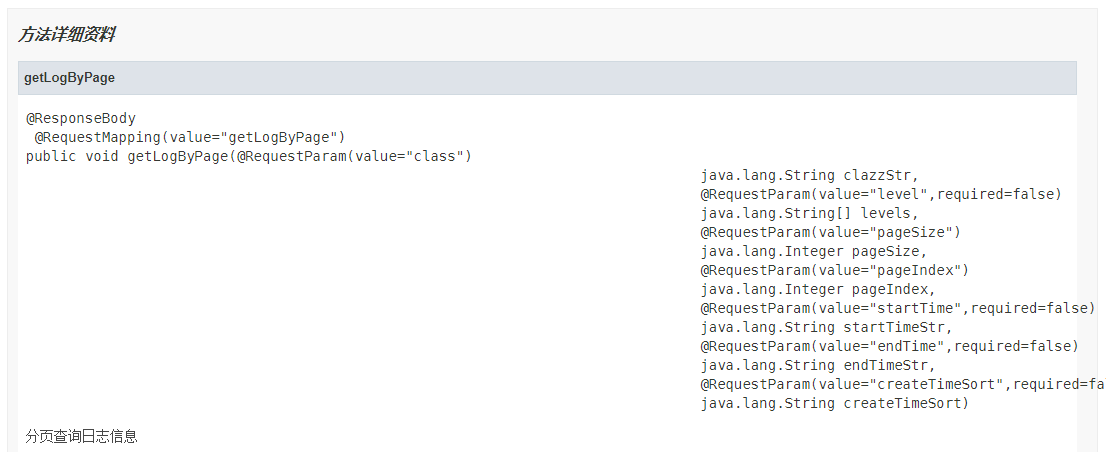 方法详细资料
getLogByPage
@ResponseBody
@RequestMapping(value="getLogByPage")
public void getLogByPage(@RequestParam(value="class")
java.lang.String clazzStr,
@RequestParam(value="level",required=false)
java.lang.String[] levels,
@RequestParam(value="pageSize")
java.lang.Integer pageSize,
@RequestParam(value="pageIndex")
java.lang.Integer pageIndex,
@RequestParam(value="startTime",required=false)
java.lang.String startTimeStr,
@RequestParam(value="endTime",required=false)
java.lang.String endTimeStr,
@RequestParam(value="createTimeSort",required=fa
java.lang.String createTimeSort)
分页查询日志信息